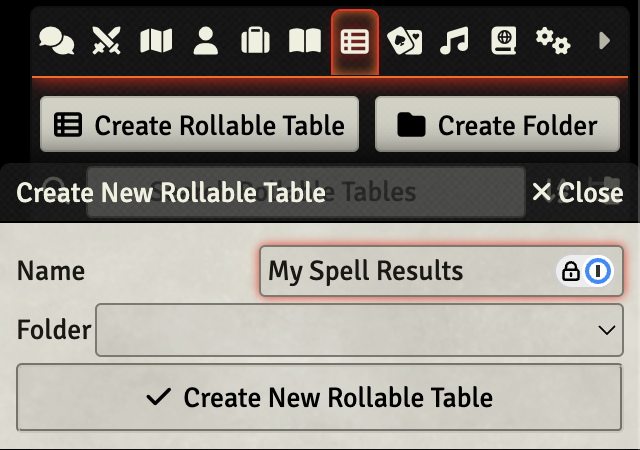 Create Rollable Table Create Folder
Create New Rollable Table Close
Name My Spell Results
Folder
Create New Rollable Table